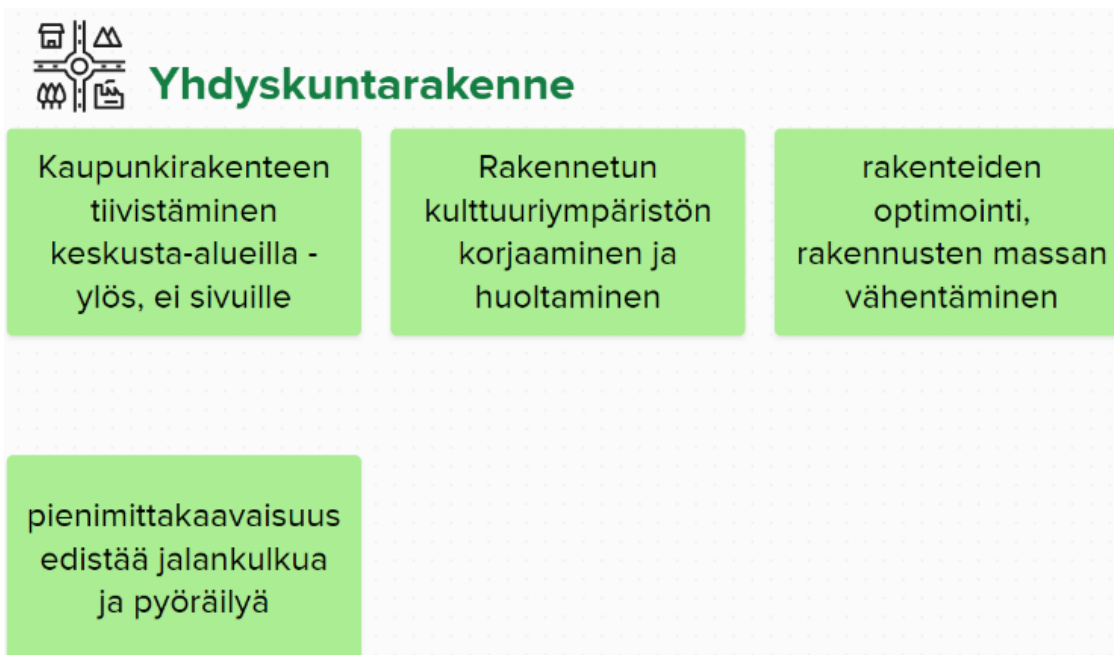 Yhdyskuntarakenne
Kaupunkirakenteen
tiivistäminen
keskusta-alueilla -
ylös, ei sivuille
Rakennetun
kulttuuriympäristön
korjaaminen ja
huoltaminen
rakenteiden
optimointi,
rakennusten massan
vähentäminen
pienimittakaavaisuus
edistää jalankulkua
ja pyöräilyä